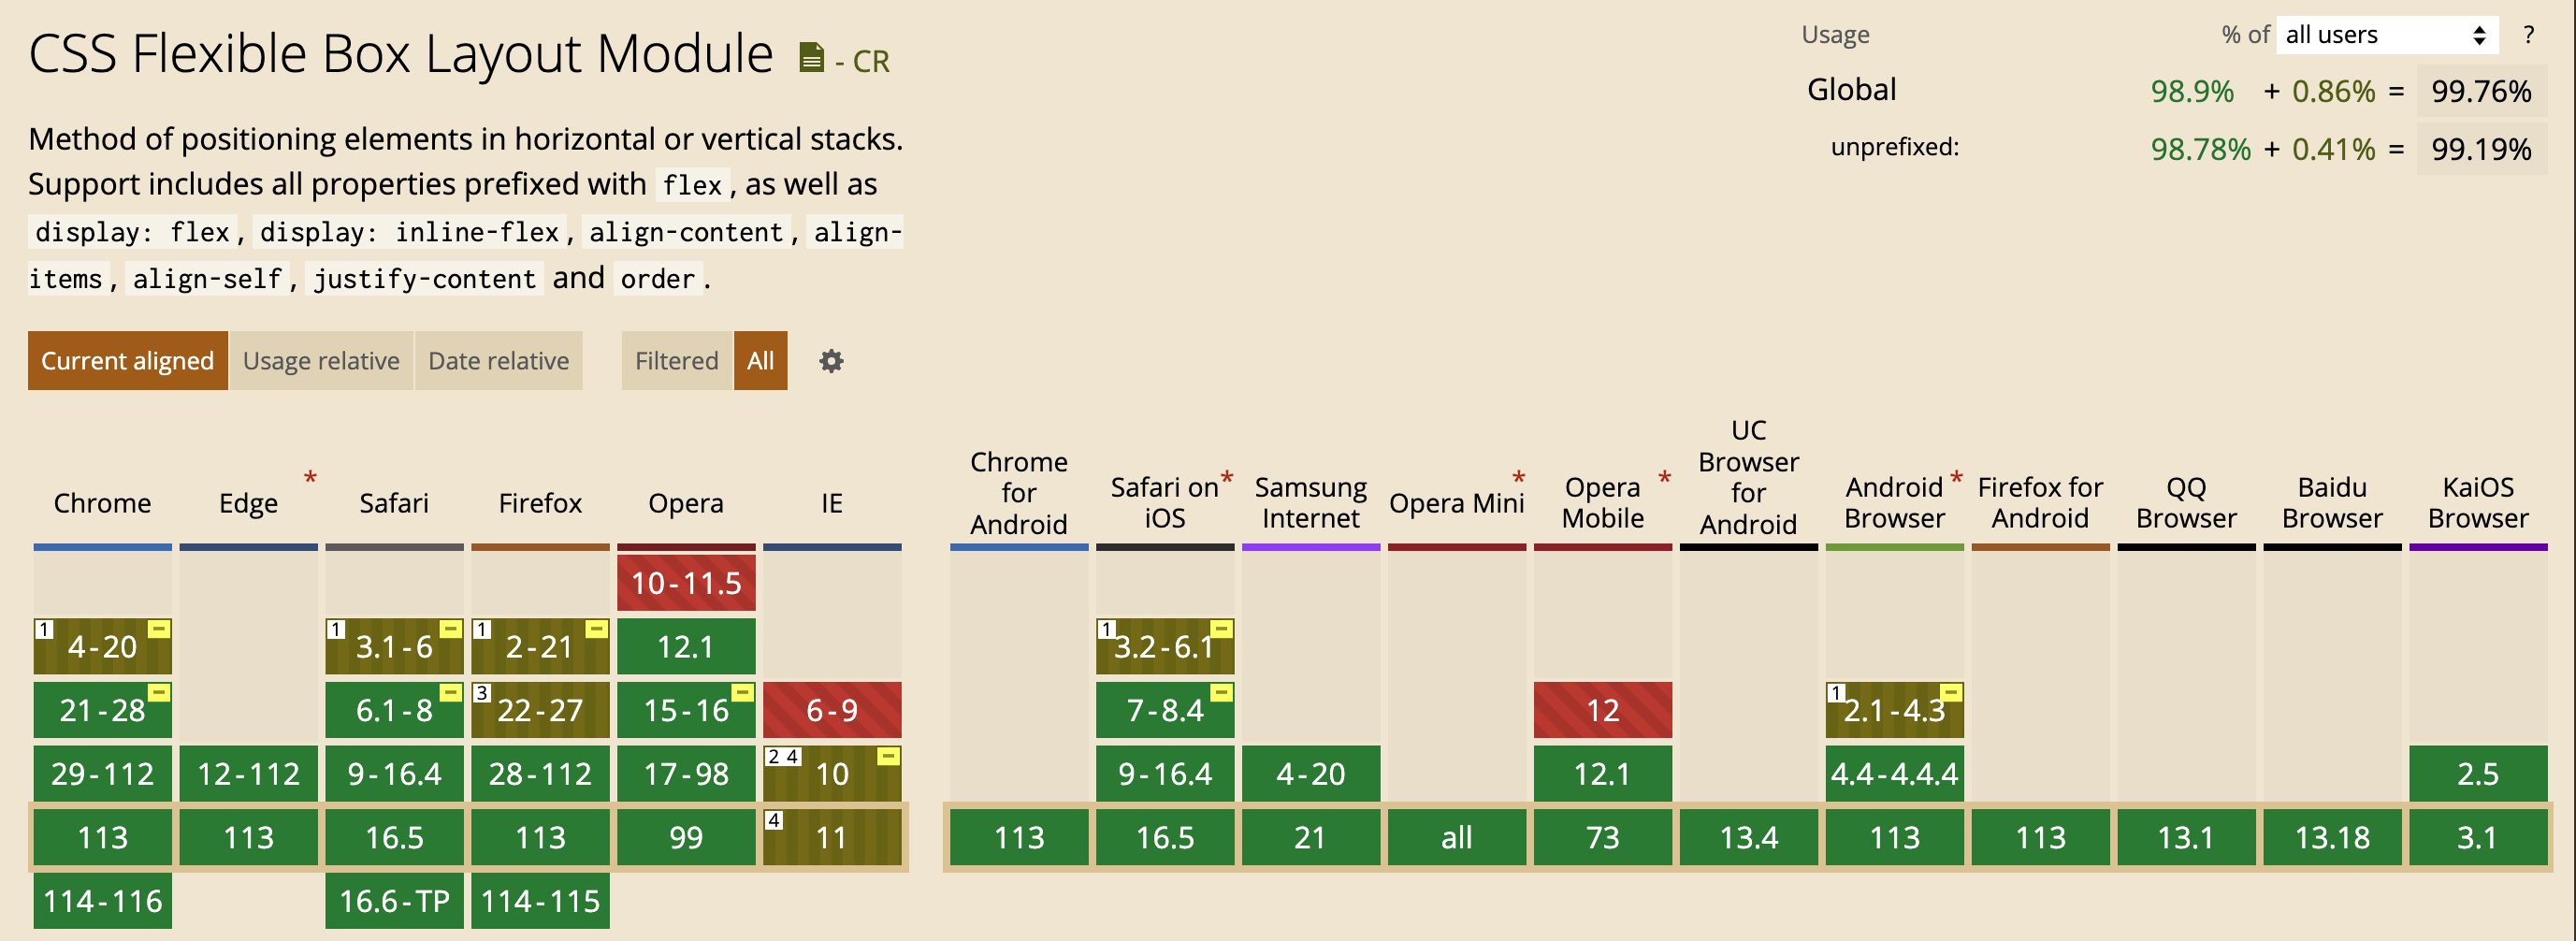 CSS Flexible Box Layout Module - CR
Usage % of all users ?
Global 98.9% + 0.86% = 99.76%
unprefixed: 98.78% + 0.41% = 99.19%
Method of positioning elements in horizontal or vertical stacks.
Support includes all properties prefixed with flex, as well as
display: flex, display: inline-flex, align-content, align-
items, align-self, justify-content and order.
Current aligned Usage relative Date relative Filtered All
Chrome
Edge *
Safari
Firefox
Opera
IE
Chrome
for
Android
Safari on *
iOS
Samsung
Internet
Opera Mini *
Opera *
Mobile
UC
Browser
for
Android
Android *
Browser
Firefox for
Android
QQ
Browser
Baidu
Browser
KaiOS
Browser
10-11.5
1 4-20 - 1 3.1-6 - 1 2-21 - 12.1 1 3.2-6.1 -
21-28 - 6.1-8 - 3 22-27 15-16 - 6-9 7-8.4 - 12 1 2.1-4.3 -
29-112 12-112 9-16.4 28-112 17-98 2 4 10 - 9-16.4 4-20 12.1 4.4-4.4.4 2.5
113 113 16.5 113 99 4 11 113 16.5 21 all 73 13.4 113 113 13.1 13.18 3.1
114-116 16.6-TP 114-115